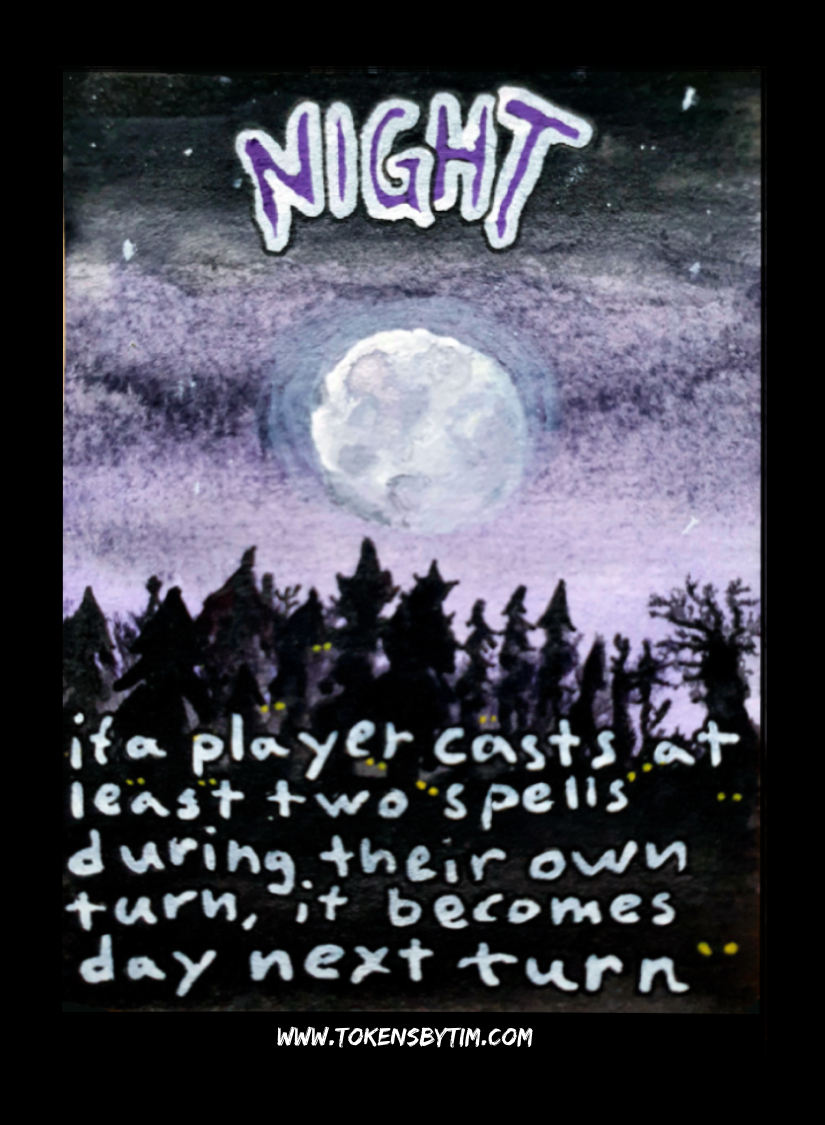 NIGHT
if a player casts at
least two spells
during their own
turn, it becomes
day next turn
WWW.TOKENSBYTIM.COM